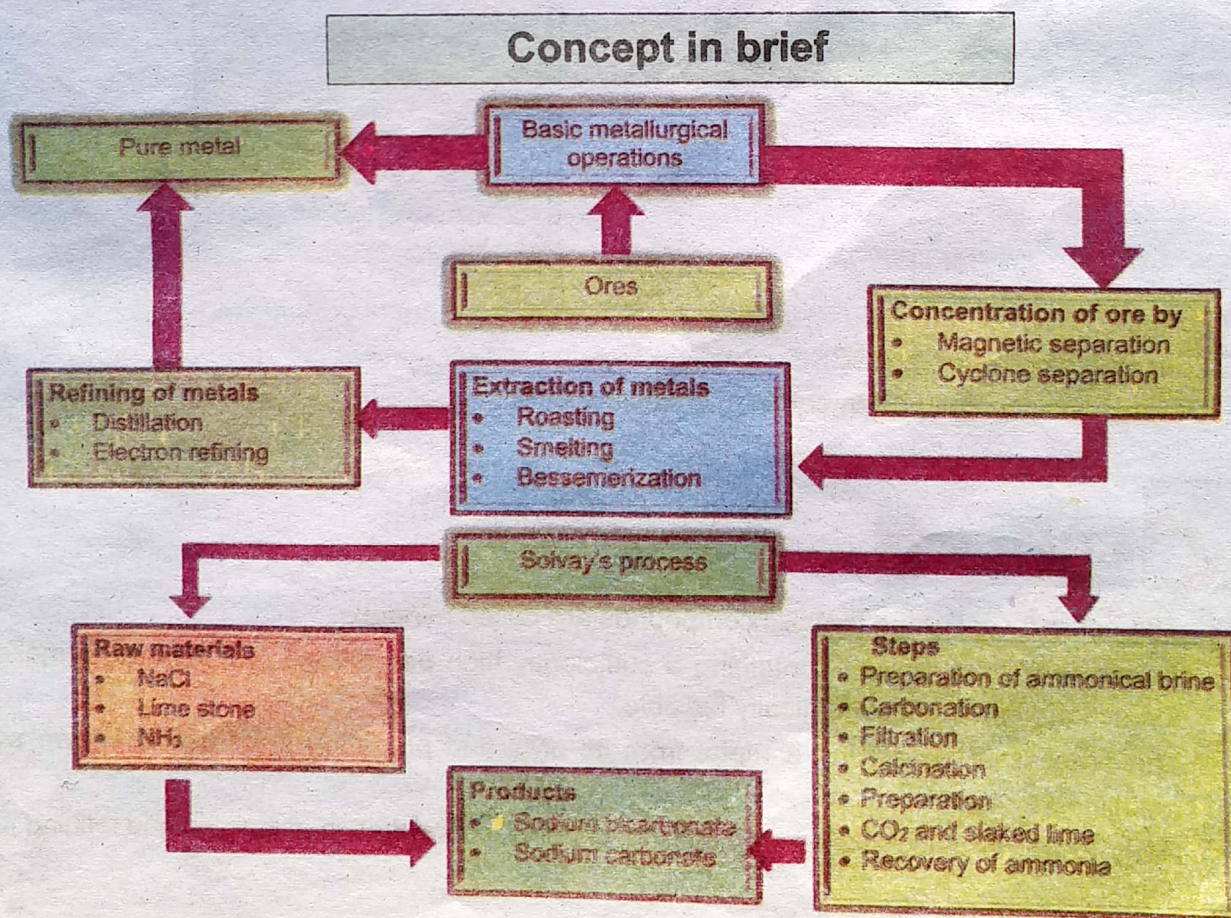 Concept in brief
Pure metal
Basic metallurgical
operations
Ores
Concentration of ore by
• Magnetic separation
• Cyclone separation
Refining of metals
• Distillation
• Electron refining
Extraction of metals
• Roasting
• Smelting
• Bessemerization
Solvay's process
Raw materials
• NaCl
• Lime stone
• NH₃
Steps
• Preparation of ammonical brine
• Carbonation
• Filtration
• Calcination
• Preparation
• CO₂ and slaked lime
• Recovery of ammonia
Products
• Sodium bicarbonate
• Sodium carbonate